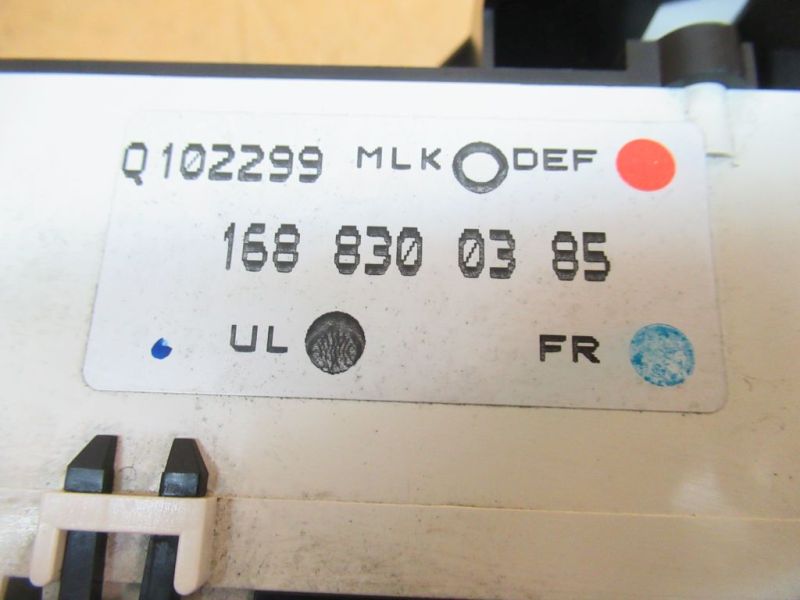 Q102299 MLK DEF
168 830 03 85
UL FR